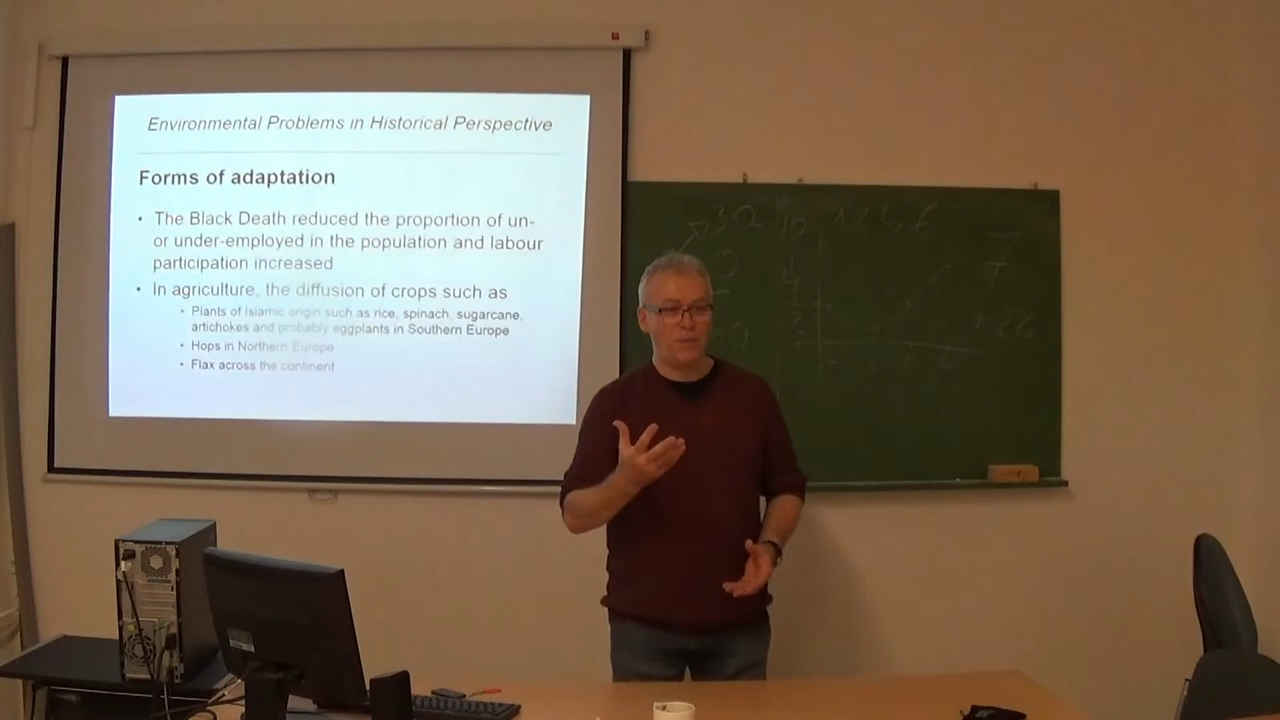 Environmental Problems in Historical Perspective
Forms of adaptation
• The Black Death reduced the proportion of un-
or under-employed in the population and labour
participation increased
• In agriculture, the diffusion of crops such as
• Plants of Islamic origin such as rice, spinach, sugarcane,
artichokes and probably eggplants in Southern Europe
• Hops in Northern Europe
• Flax across the continent
30 10
7